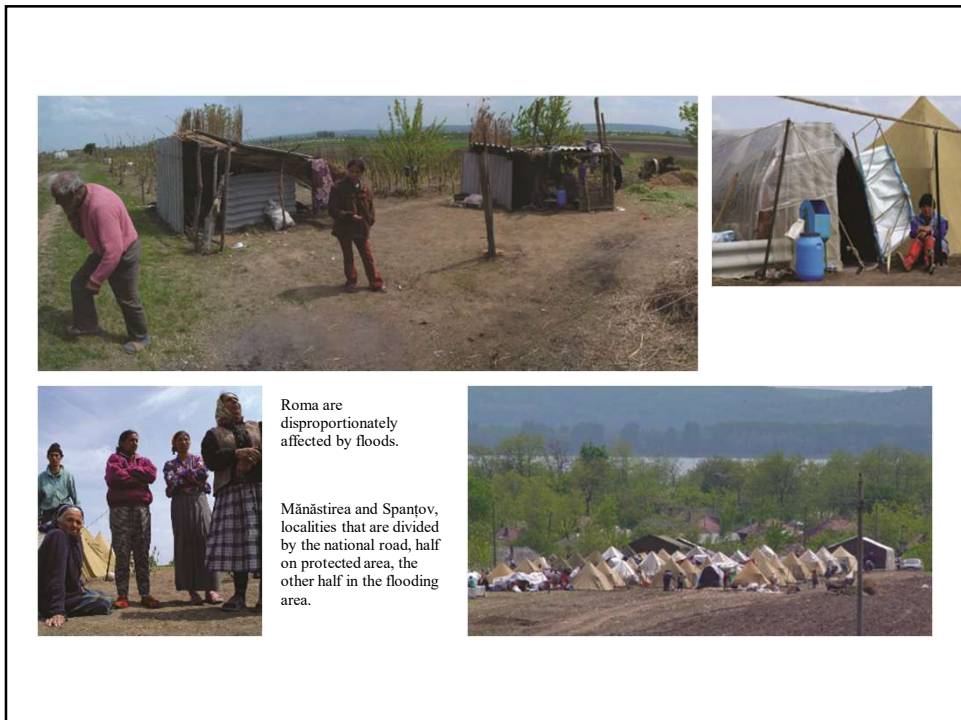 Roma are
disproportionately
affected by floods.
Mănăstirea and Spanțov,
localities that are divided
by the national road, half
on protected area, the
other half in the flooding
area.